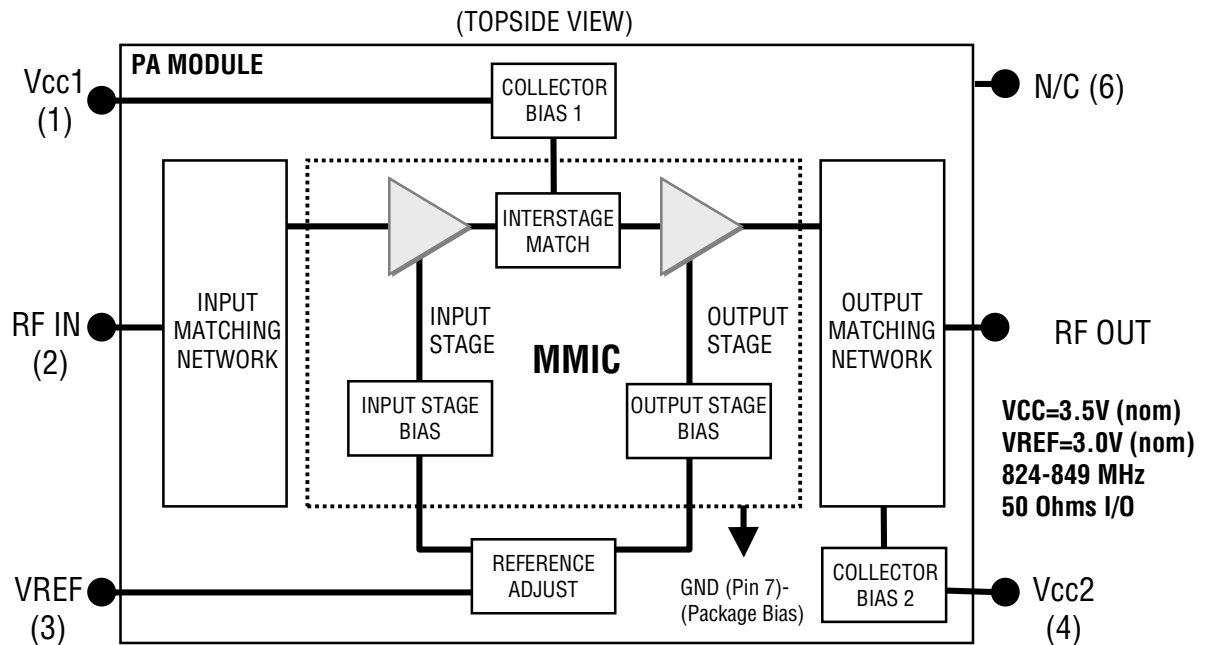 (TOPSIDE VIEW)
PA MODULE
Vcc1
(1)
COLLECTOR
BIAS 1
N/C (6)
INTERSTAGE
MATCH
INPUT
MATCHING
NETWORK
RF IN
(2)
INPUT
STAGE
MMIC
OUTPUT
STAGE
OUTPUT
MATCHING
NETWORK
RF OUT
INPUT STAGE
BIAS
OUTPUT STAGE
BIAS
VCC=3.5V (nom)
VREF=3.0V (nom)
824-849 MHz
50 Ohms I/O
VREF
(3)
REFERENCE
ADJUST
GND (Pin 7)-
(Package Bias)
COLLECTOR
BIAS 2
Vcc2
(4)